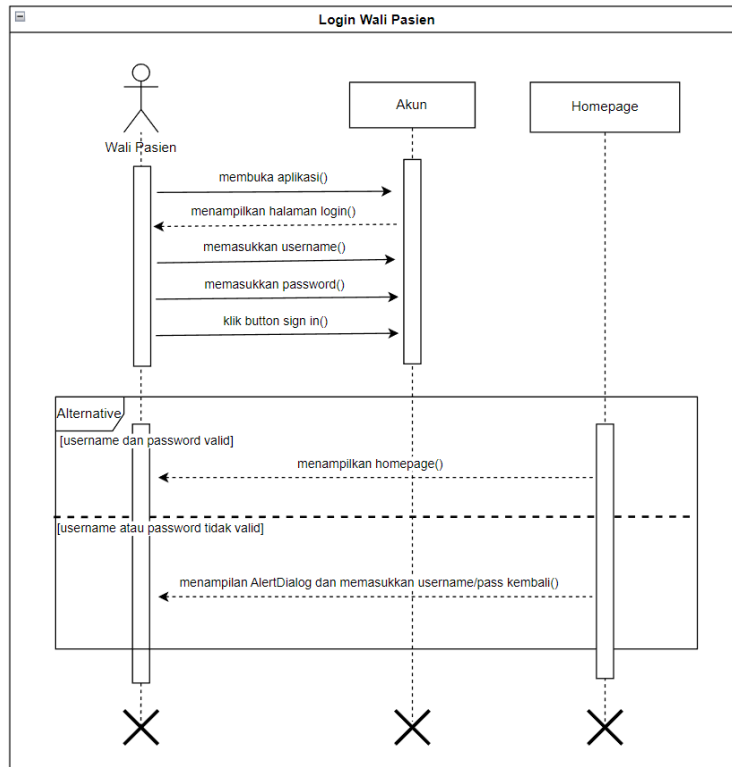 Login Wali Pasien
Akun
Homepage
Wali Pasien
membuka aplikasi()
menampilkan halaman login()
memasukkan username()
memasukkan password()
klik button sign in()
Alternative
[username dan password valid]
menampilkan homepage()
[username atau password tidak valid]
menampilan AlertDialog dan memasukkan username/pass kembali()